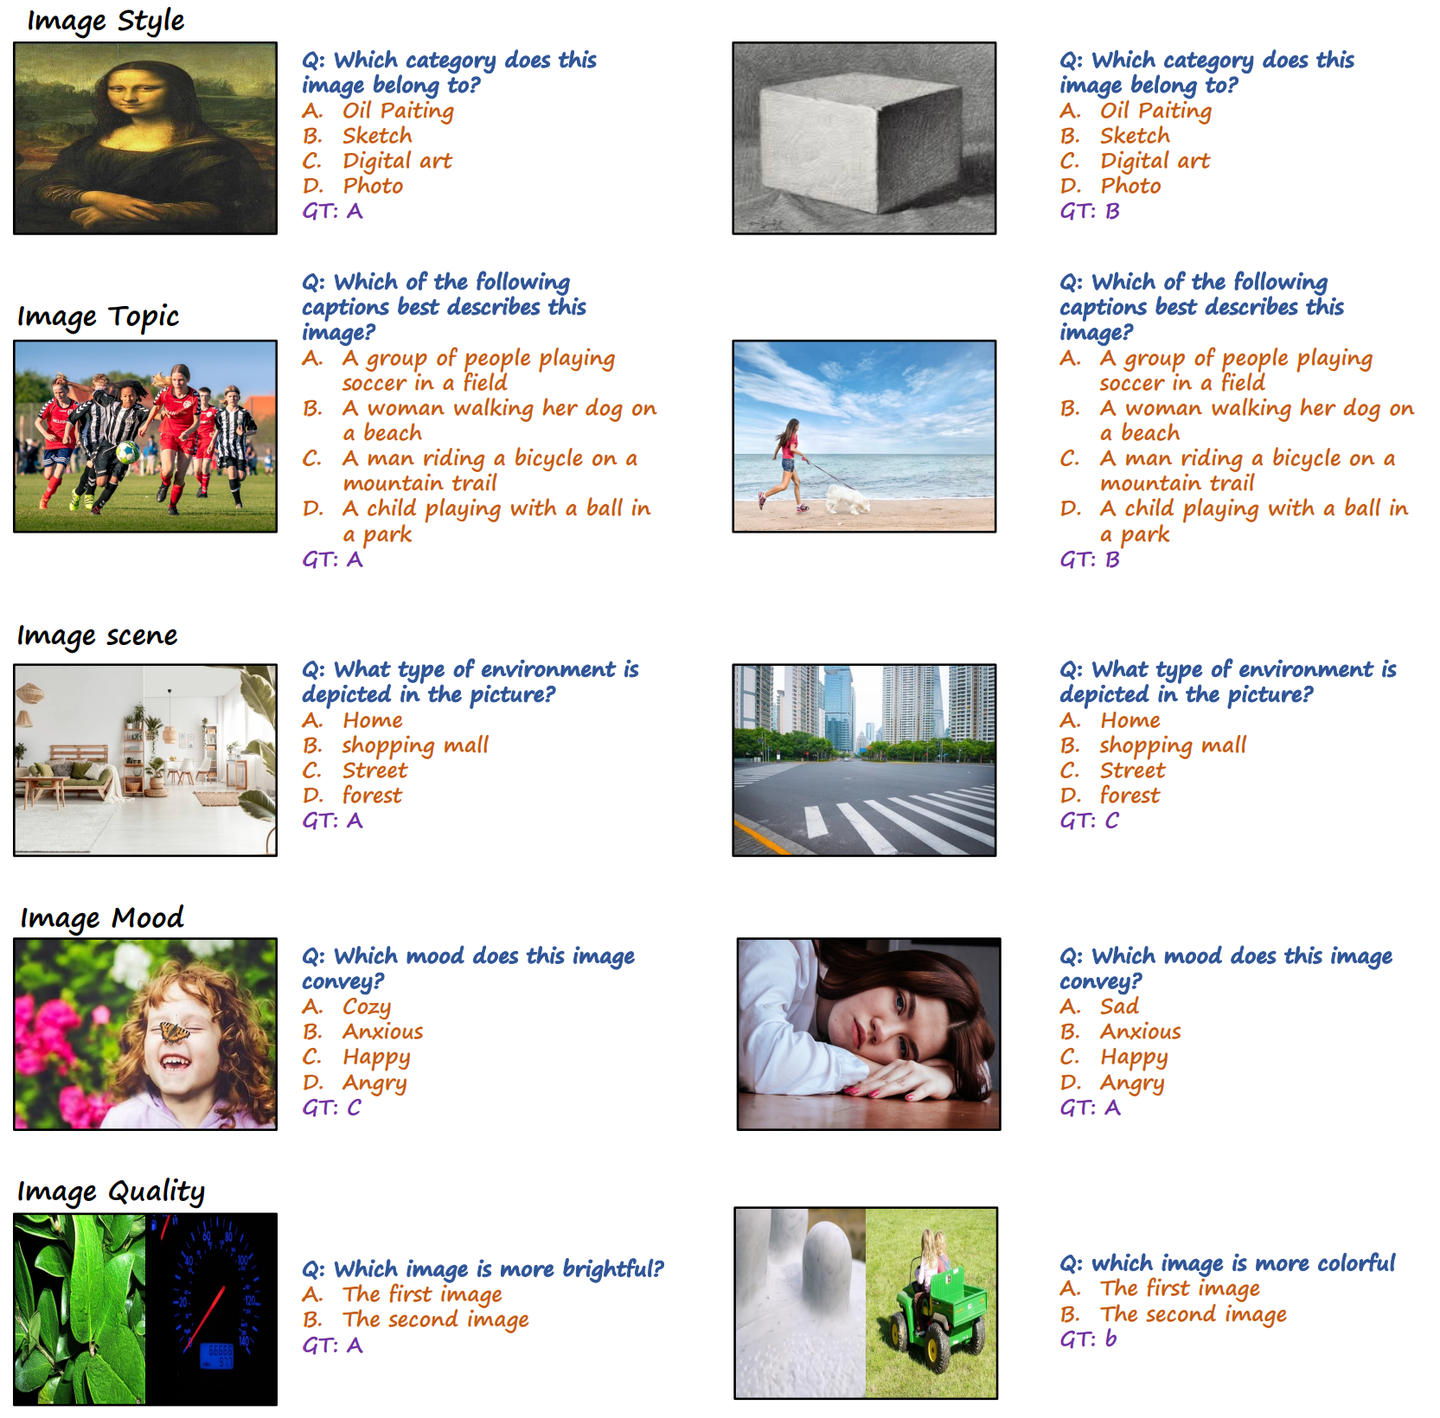 Image Style
Q: Which category does this
image belong to?
A. Oil Paiting
B. Sketch
C. Digital art
D. Photo
GT: A
Q: Which category does this
image belong to?
A. Oil Paiting
B. Sketch
C. Digital art
D. Photo
GT: B
Image Topic
Q: Which of the following
captions best describes this
image?
A. A group of people playing
soccer in a field
B. A woman walking her dog on
a beach
C. A man riding a bicycle on a
mountain trail
D. A child playing with a ball in
a park
GT: A
Q: Which of the following
captions best describes this
image?
A. A group of people playing
soccer in a field
B. A woman walking her dog on
a beach
C. A man riding a bicycle on a
mountain trail
D. A child playing with a ball in
a park
GT: B
Image scene
Q: What type of environment is
depicted in the picture?
A. Home
B. shopping mall
C. Street
D. forest
GT: A
Q: What type of environment is
depicted in the picture?
A. Home
B. shopping mall
C. Street
D. forest
GT: C
Image Mood
Q: Which mood does this image
convey?
A. Cozy
B. Anxious
C. Happy
D. Angry
GT: C
Q: Which mood does this image
convey?
A. Sad
B. Anxious
C. Happy
D. Angry
GT: A
Image Quality
60 80
40 100
20 120
0 140
Q: Which image is more brightful?
A. The first image
B. The second image
GT: A
Q: which image is more colorful
A. The first image
B. The second image
GT: b